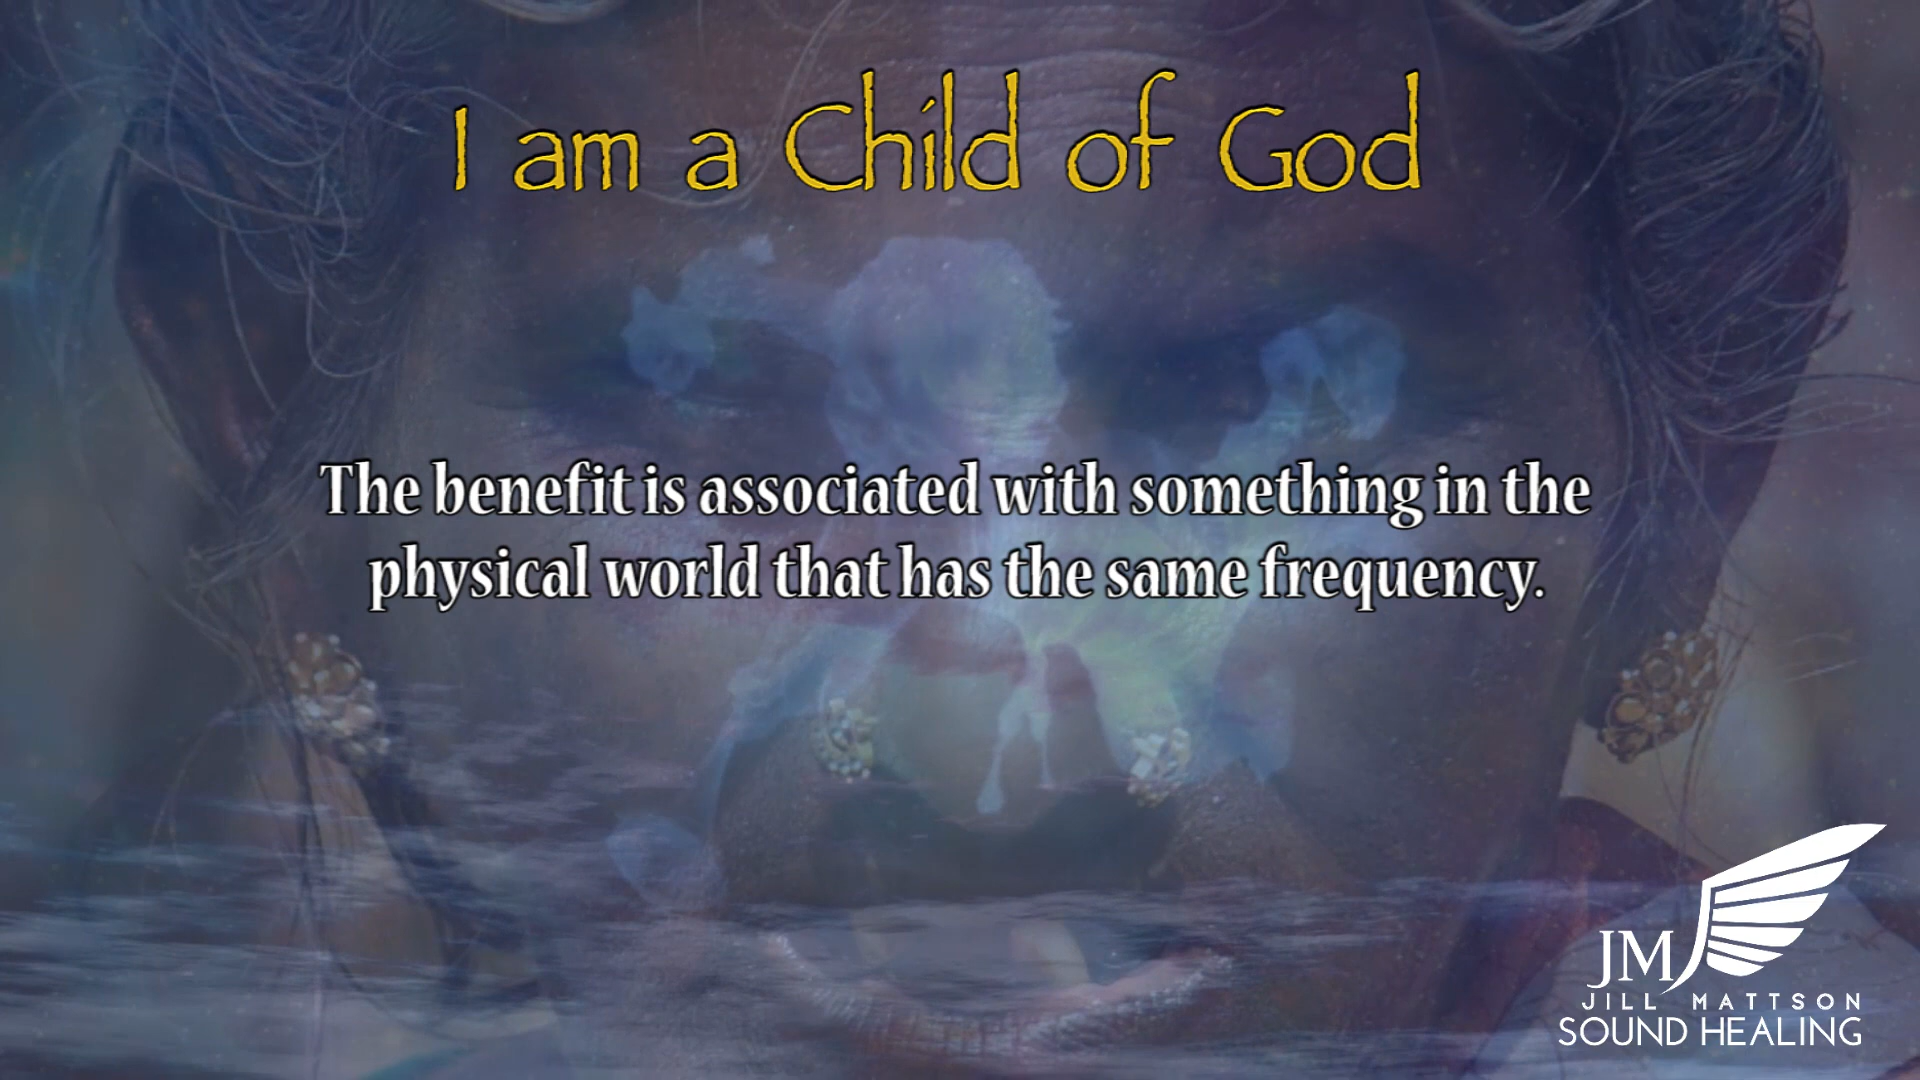 I am a Child of God
The benefit is associated with something in the
physical world that has the same frequency.
JM
JILL MATTSON
SOUND HEALING